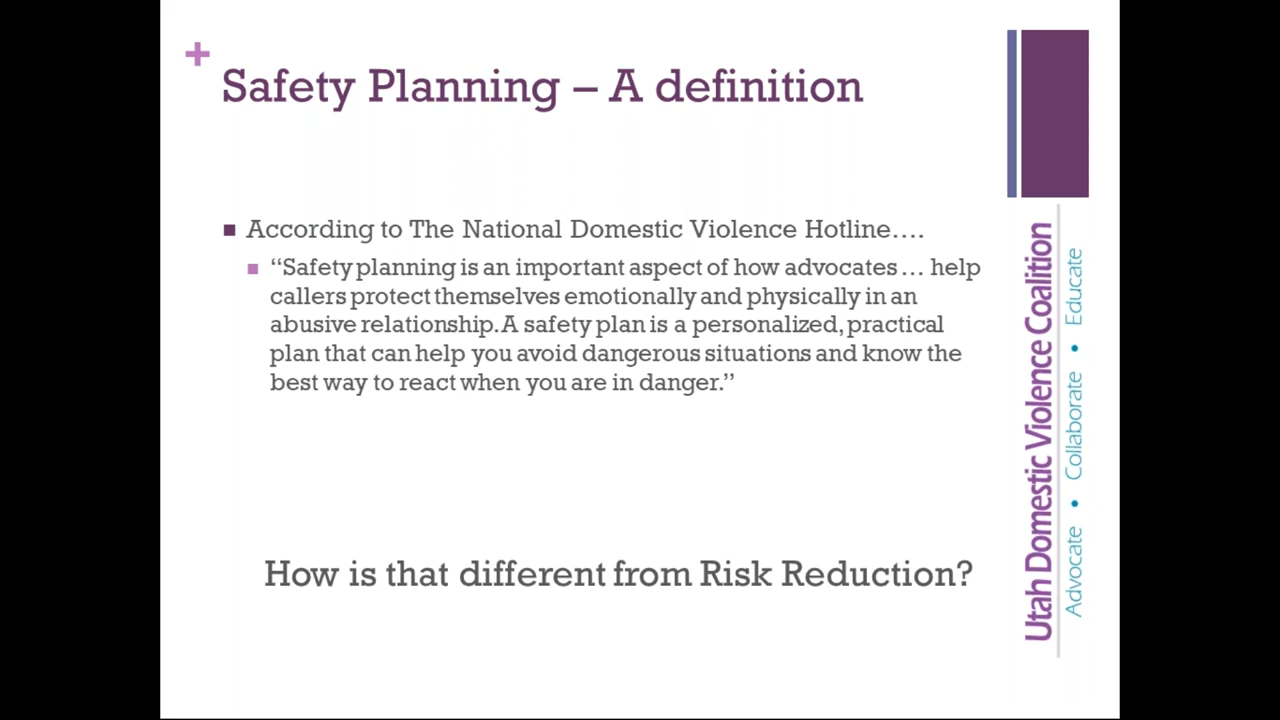 +
Safety Planning – A definition
According to The National Domestic Violence Hotline….
“Safety planning is an important aspect of how advocates … help
callers protect themselves emotionally and physically in an
abusive relationship. A safety plan is a personalized, practical
plan that can help you avoid dangerous situations and know the
best way to react when you are in danger.”
How is that different from Risk Reduction?
Utah Domestic Violence Coalition
Advocate • Collaborate • Educate